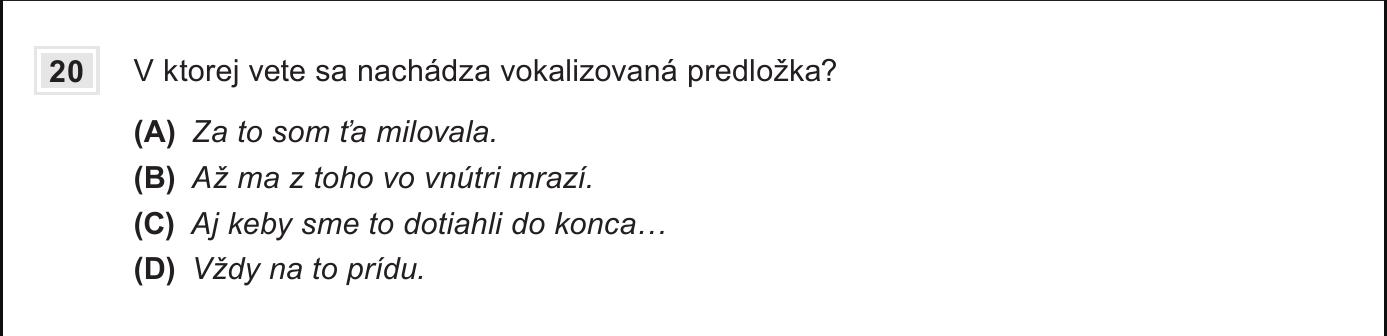 20 V ktorej vete sa nachádza vokalizovaná predložka?
(A) Za to som ťa milovala.
(B) Až ma z toho vo vnútri mrazí.
(C) Aj keby sme to dotiahli do konca…
(D) Vždy na to prídu.